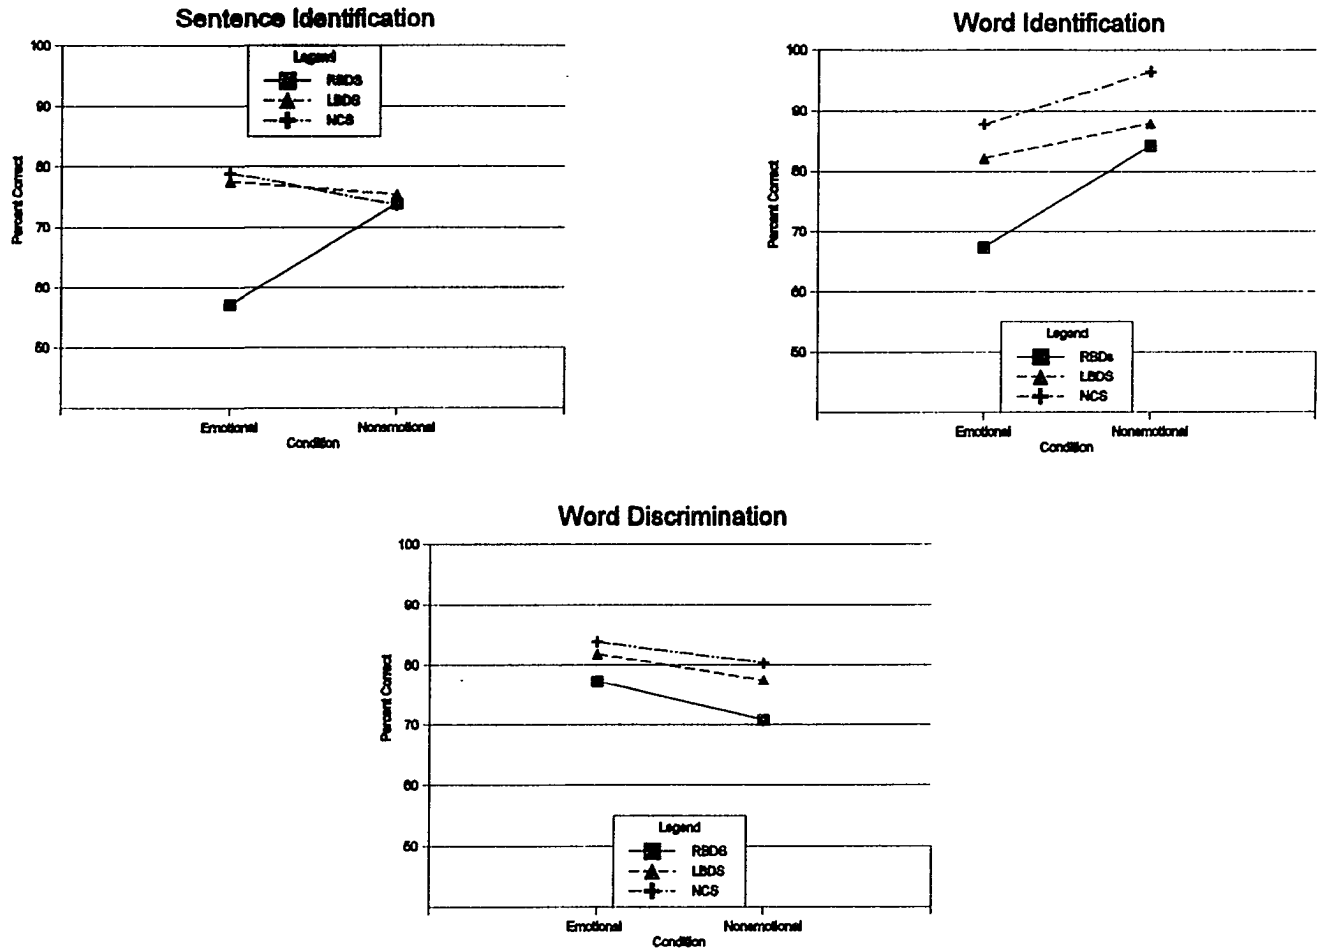 Sentence Identification
100
90
80
70
60
50
Percent Correct
Legend
RBDS
LBDS
NCS
Emotional
Nonemotional
Condition
Word Identification
100
90
80
70
60
50
Percent Correct
Legend
RBDs
LBDS
NCS
Emotional
Nonemotional
Condition
Word Discrimination
100
90
80
70
60
50
Percent Correct
Legend
RBDS
LBDS
NCS
Emotional
Nonemotional
Condition